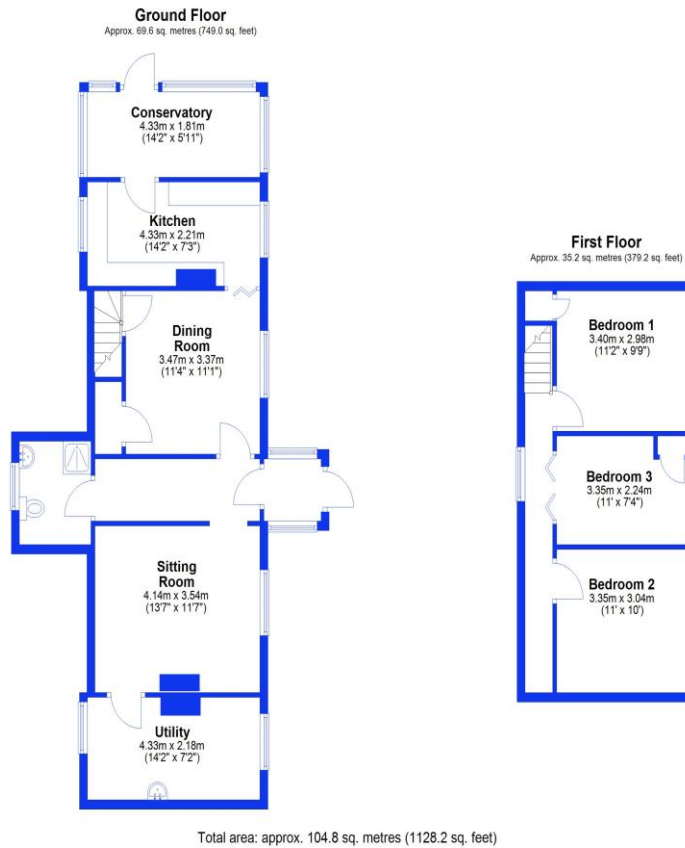 Ground Floor
Approx. 69.6 sq. metres (749.0 sq. feet)
Conservatory
4.33m x 1.81m
(14'2" x 5'11")
Kitchen
4.33m x 2.21m
(14'2" x 7'3")
Dining
Room
3.47m x 3.37m
(11'4" x 11'1")
Sitting
Room
4.14m x 3.54m
(13'7" x 11'7")
Utility
4.33m x 2.18m
(14'2" x 7'2")
First Floor
Approx. 35.2 sq. metres (379.2 sq. feet)
Bedroom 1
3.40m x 2.98m
(11'2" x 9'9")
Bedroom 3
3.35m x 2.24m
(11' x 7'4")
Bedroom 2
3.35m x 3.04m
(11' x 10')
Total area: approx. 104.8 sq. metres (1128.2 sq. feet)